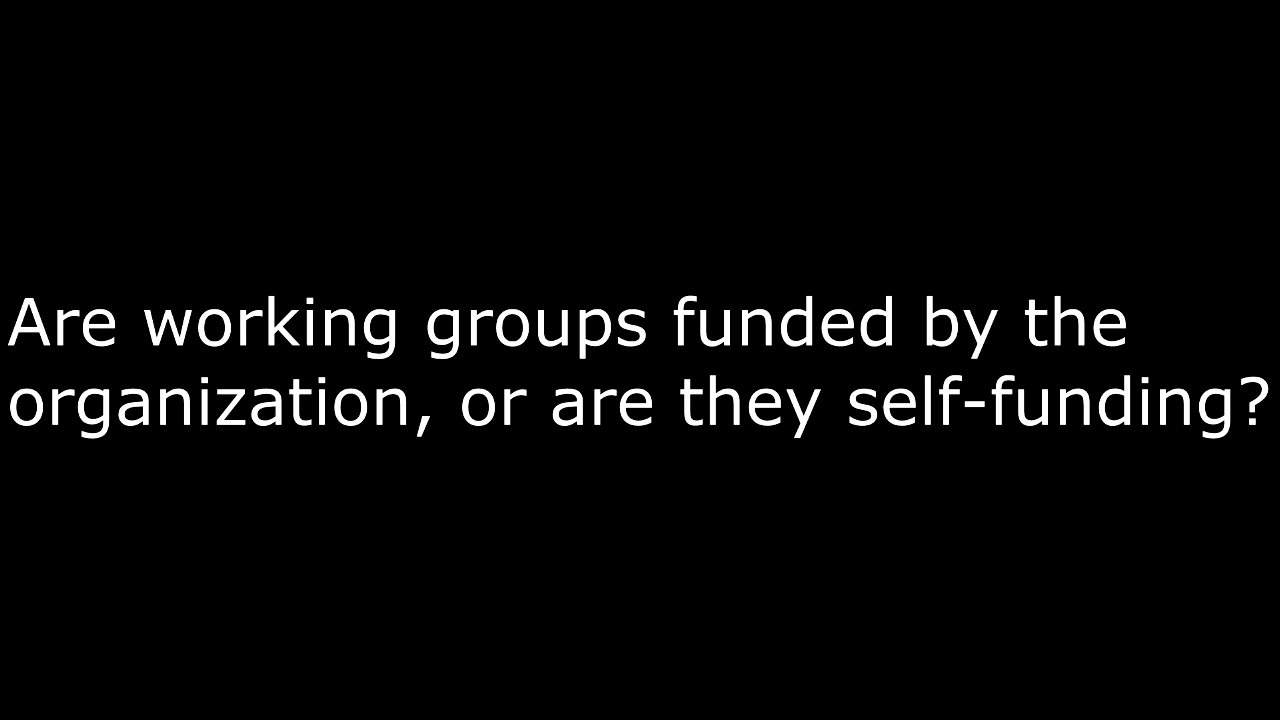 Are working groups funded by the
organization, or are they self-funding?